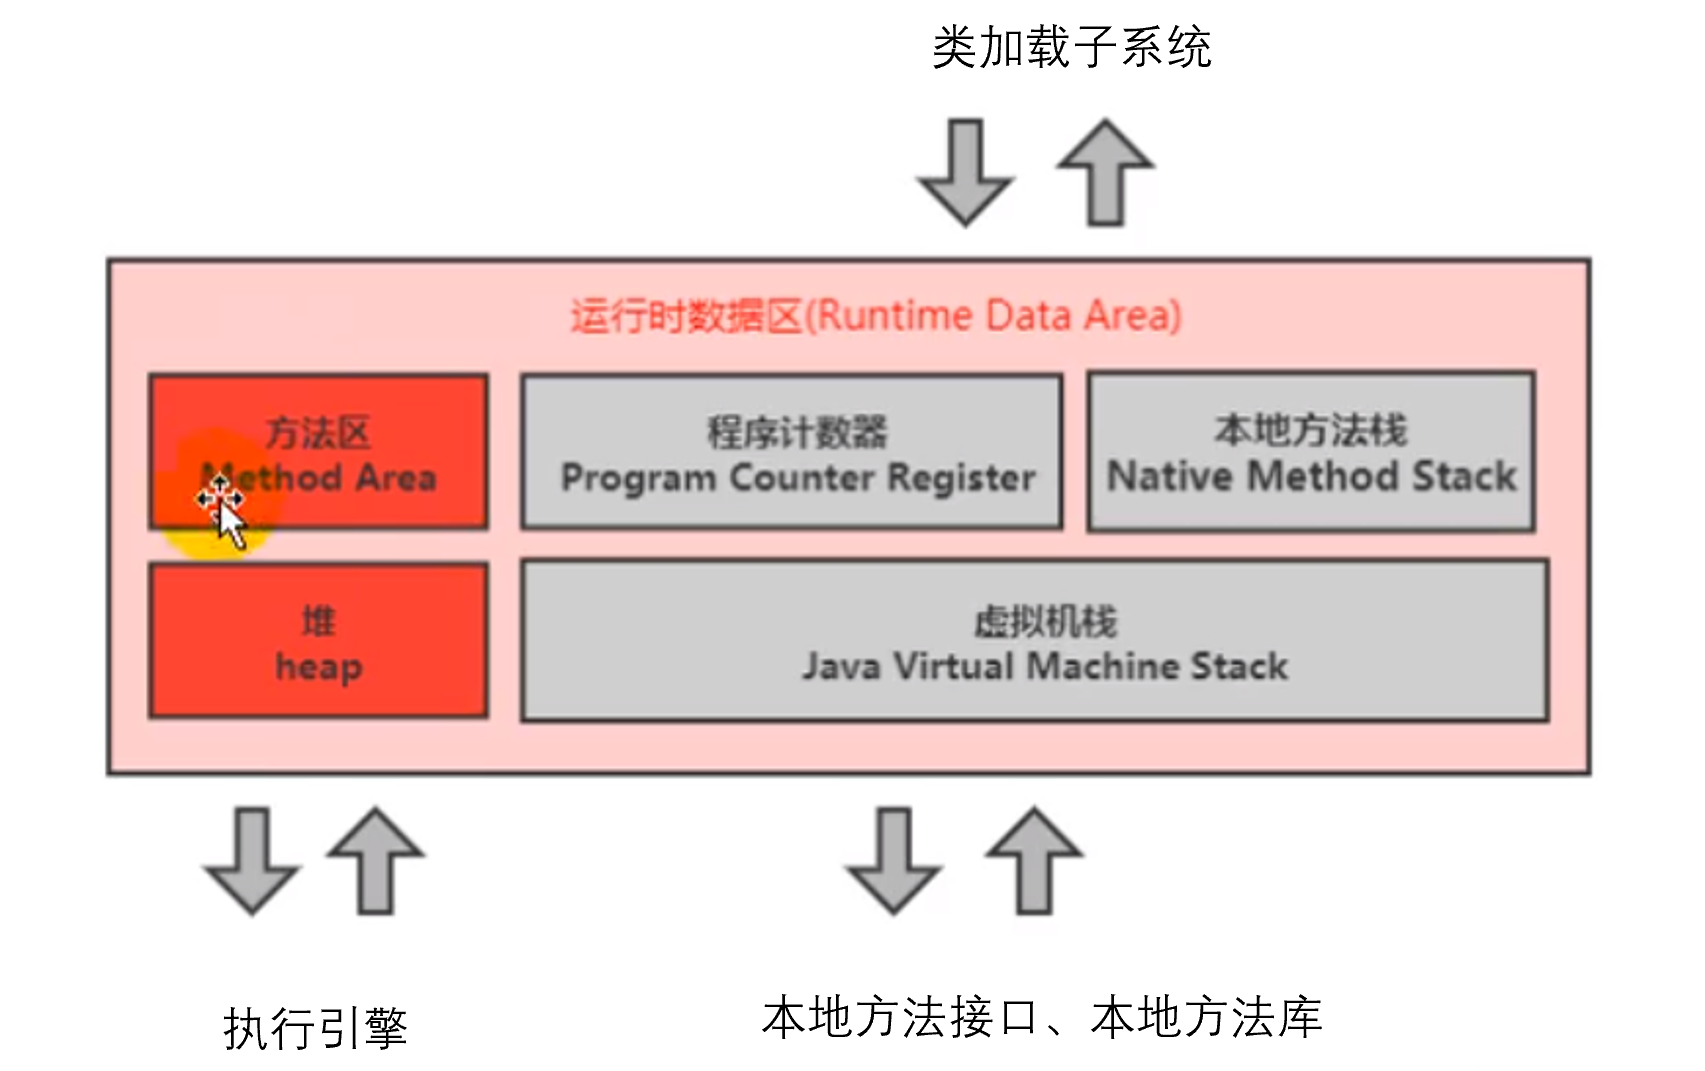 类加载子系统
运行时数据区(Runtime Data Area)
方法区
Method Area
程序计数器
Program Counter Register
本地方法栈
Native Method Stack
堆
heap
虚拟机栈
Java Virtual Machine Stack
执行引擎
本地方法接口、本地方法库